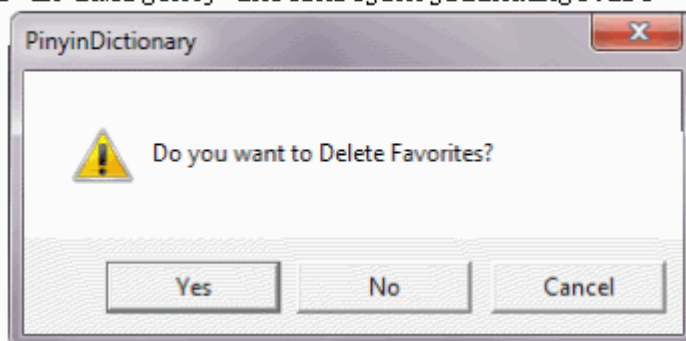 PinyinDictionary
Do you want to Delete Favorites?
Yes
No
Cancel